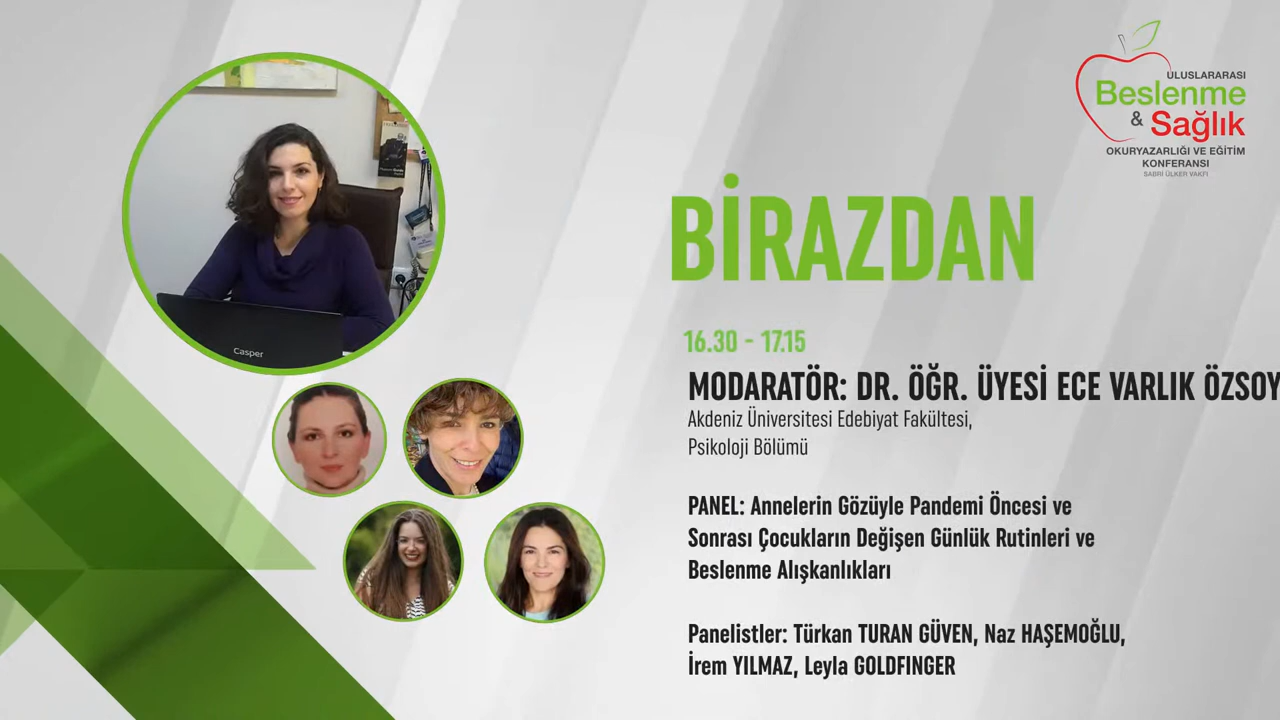 ULUSLARARASI
Beslenme
& Sağlık
OKURYAZARLIĞI VE EĞİTİM
KONFERANSI
SABRİ ÜLKER VAKFI
BİRAZDAN
16.30 - 17.15
MODARATÖR: DR. ÖĞR. ÜYESİ ECE VARLIK ÖZSOY
Akdeniz Üniversitesi Edebiyat Fakültesi,
Psikoloji Bölümü
PANEL: Annelerin Gözüyle Pandemi Öncesi ve
Sonrası Çocukların Değişen Günlük Rutinleri ve
Beslenme Alışkanlıkları
Panelistler: Türkan TURAN GÜVEN, Naz HAŞEMOĞLU,
İrem YILMAZ, Leyla GOLDFINGER
Casper